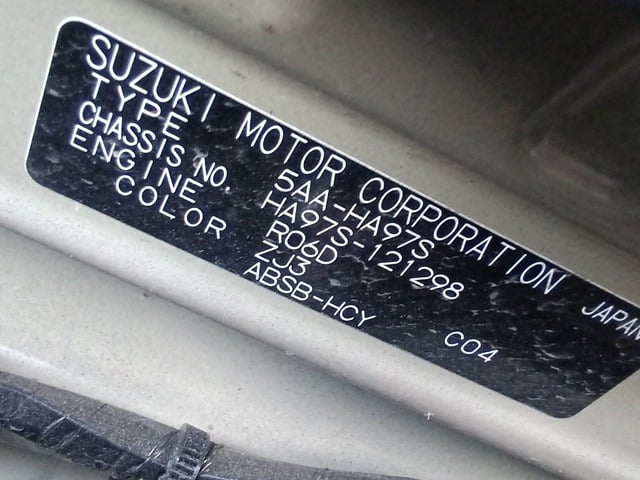 SUZUKI MOTOR CORPORATION JAPAN
TYPE 5AA-HA97S
CHASSIS NO. HA97S-121298
ENGINE R06D
COLOR ZJ3
ABSB-HCY C04